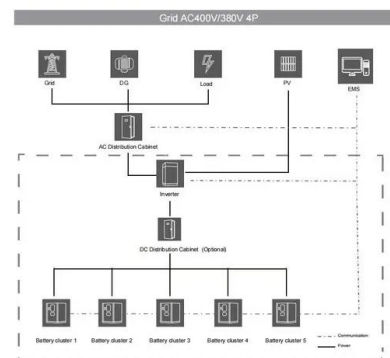 Grid AC400V/380V 4P
Grid
DG
Load
PV
EMS
AC Distribution Cabinet
Inverter
DC Distribution Cabinet (Optional)
Battery cluster 1
Battery cluster 2
Battery cluster 3
Battery cluster 4
Battery cluster 5
Communication
Power